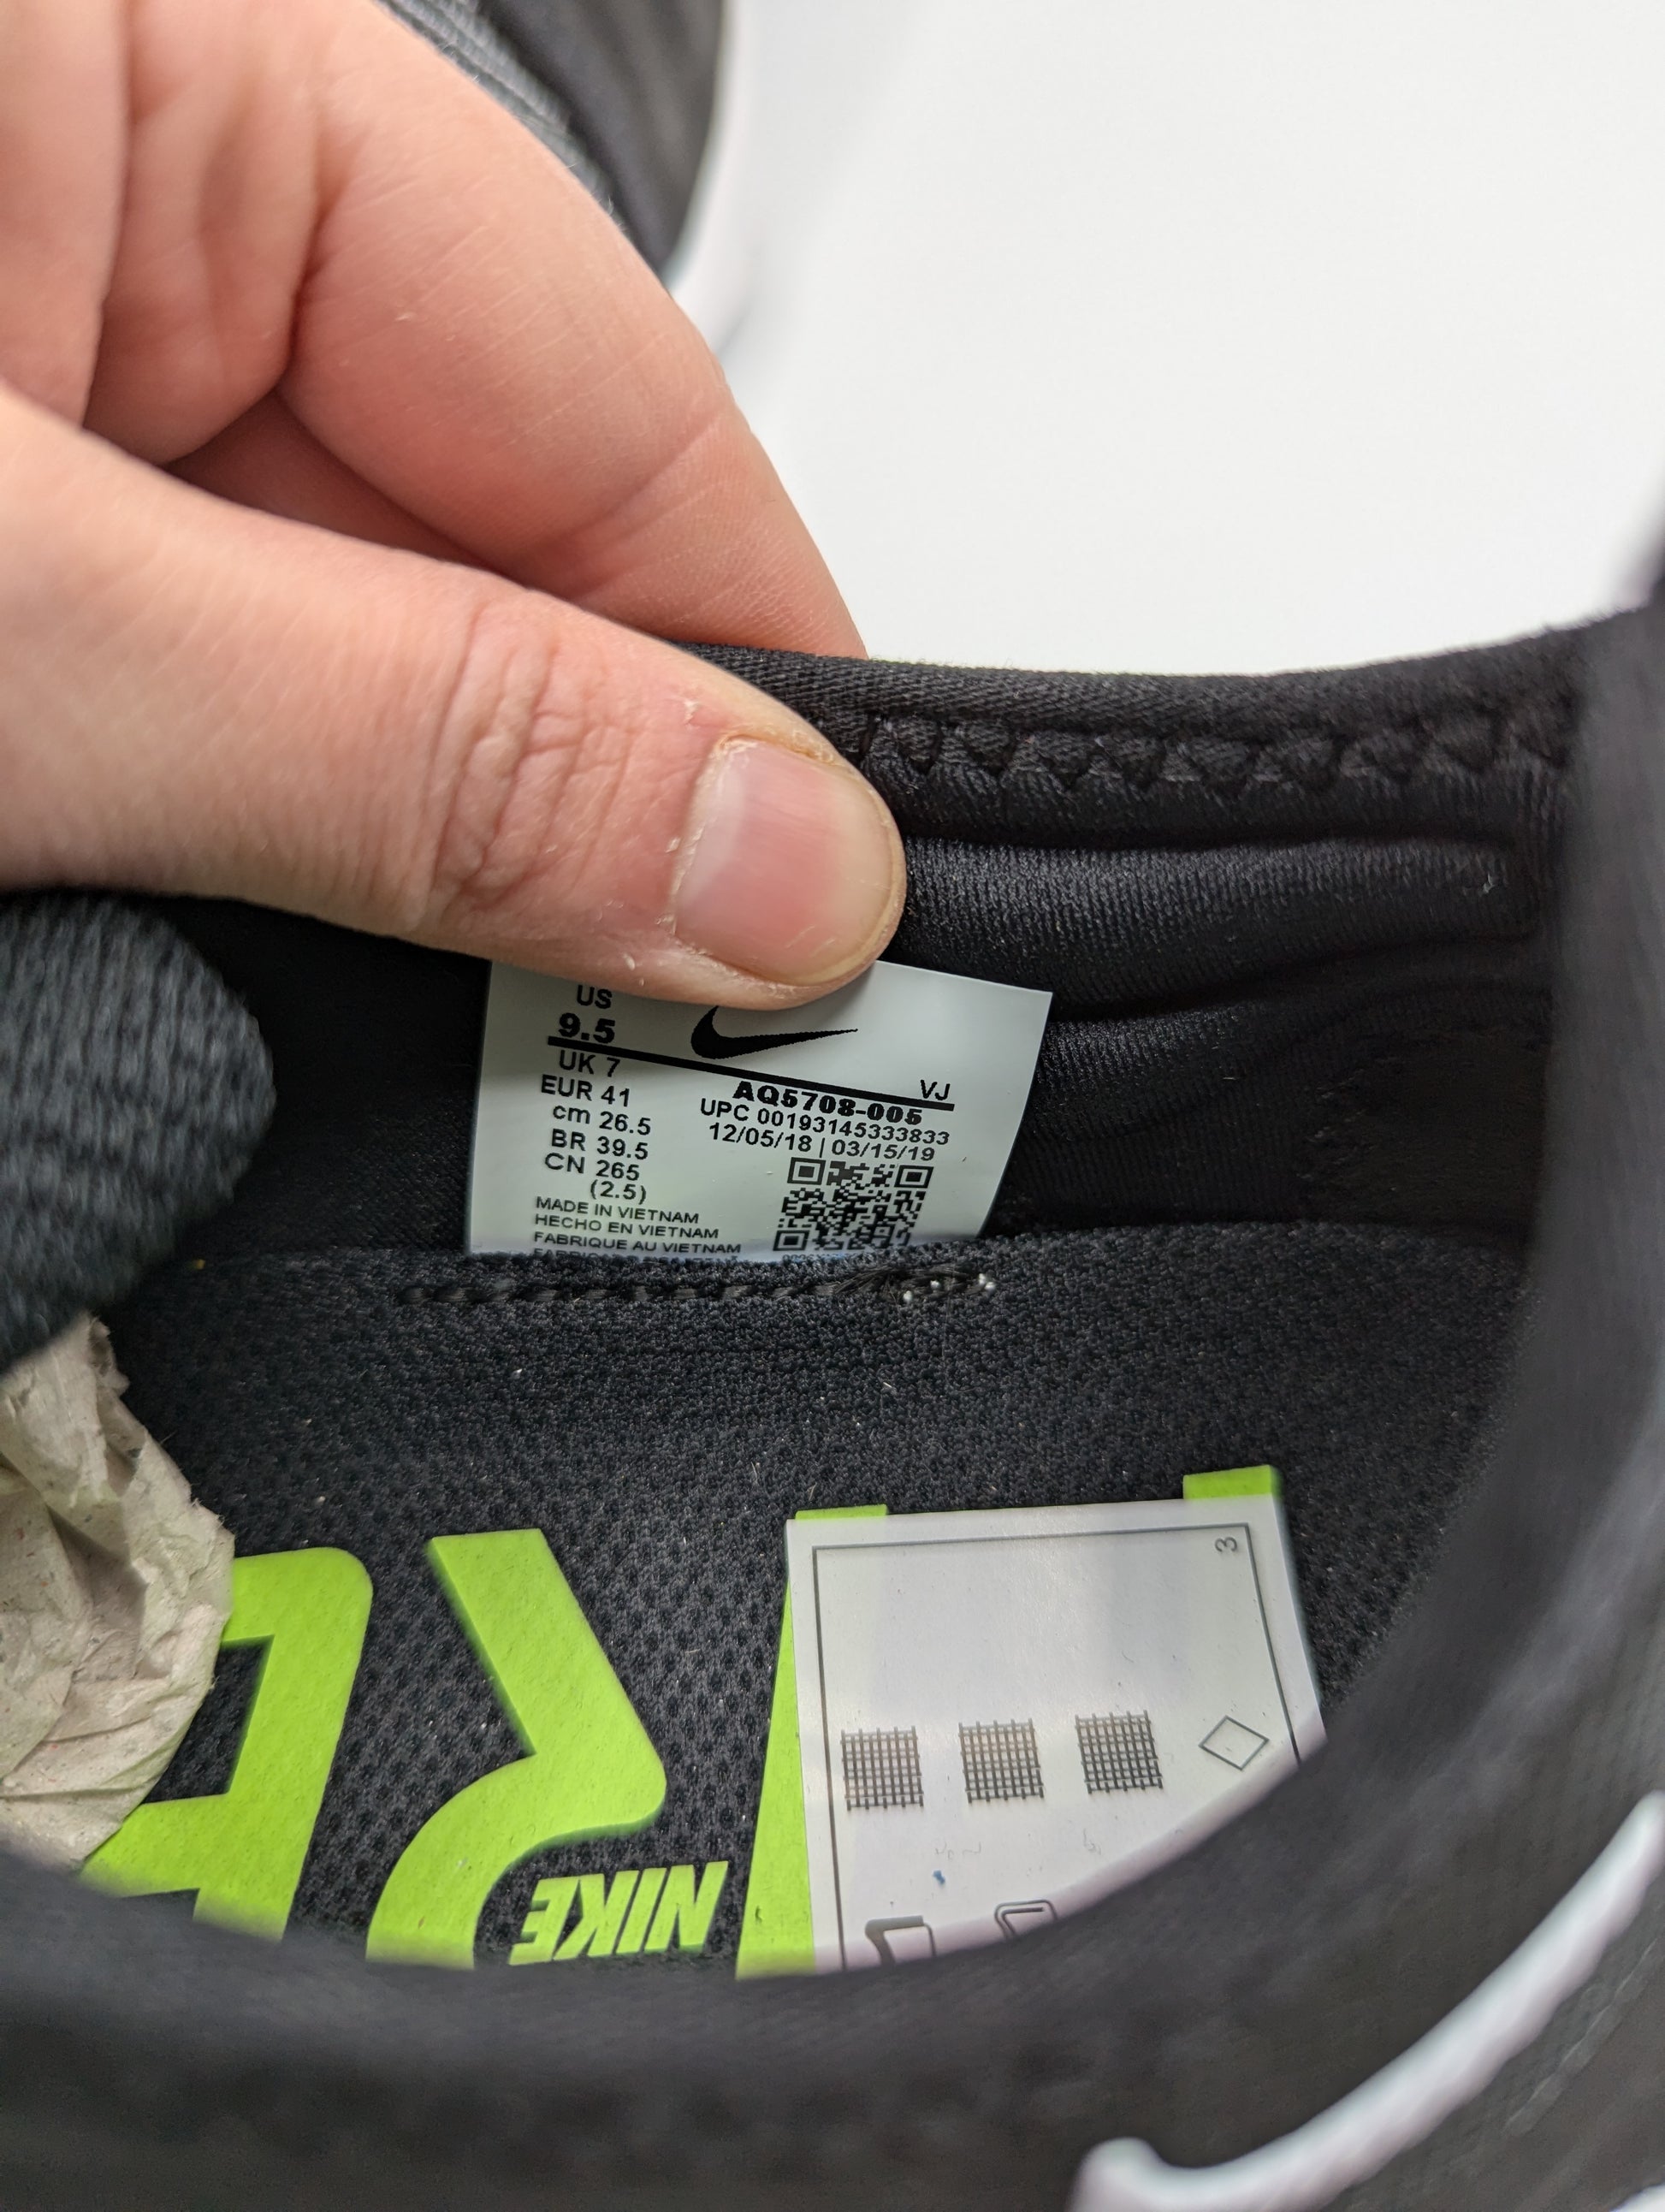 US
9.5
UK 7
EUR 41
cm 26.5
BR 39.5
CN 265
(2.5)
MADE IN VIETNAM
HECHO EN VIETNAM
FABRIQUE AU VIETNAM
VJ
AQ5708-005
UPC 00193145333833
12/05/18 | 03/15/19
3
NIKE